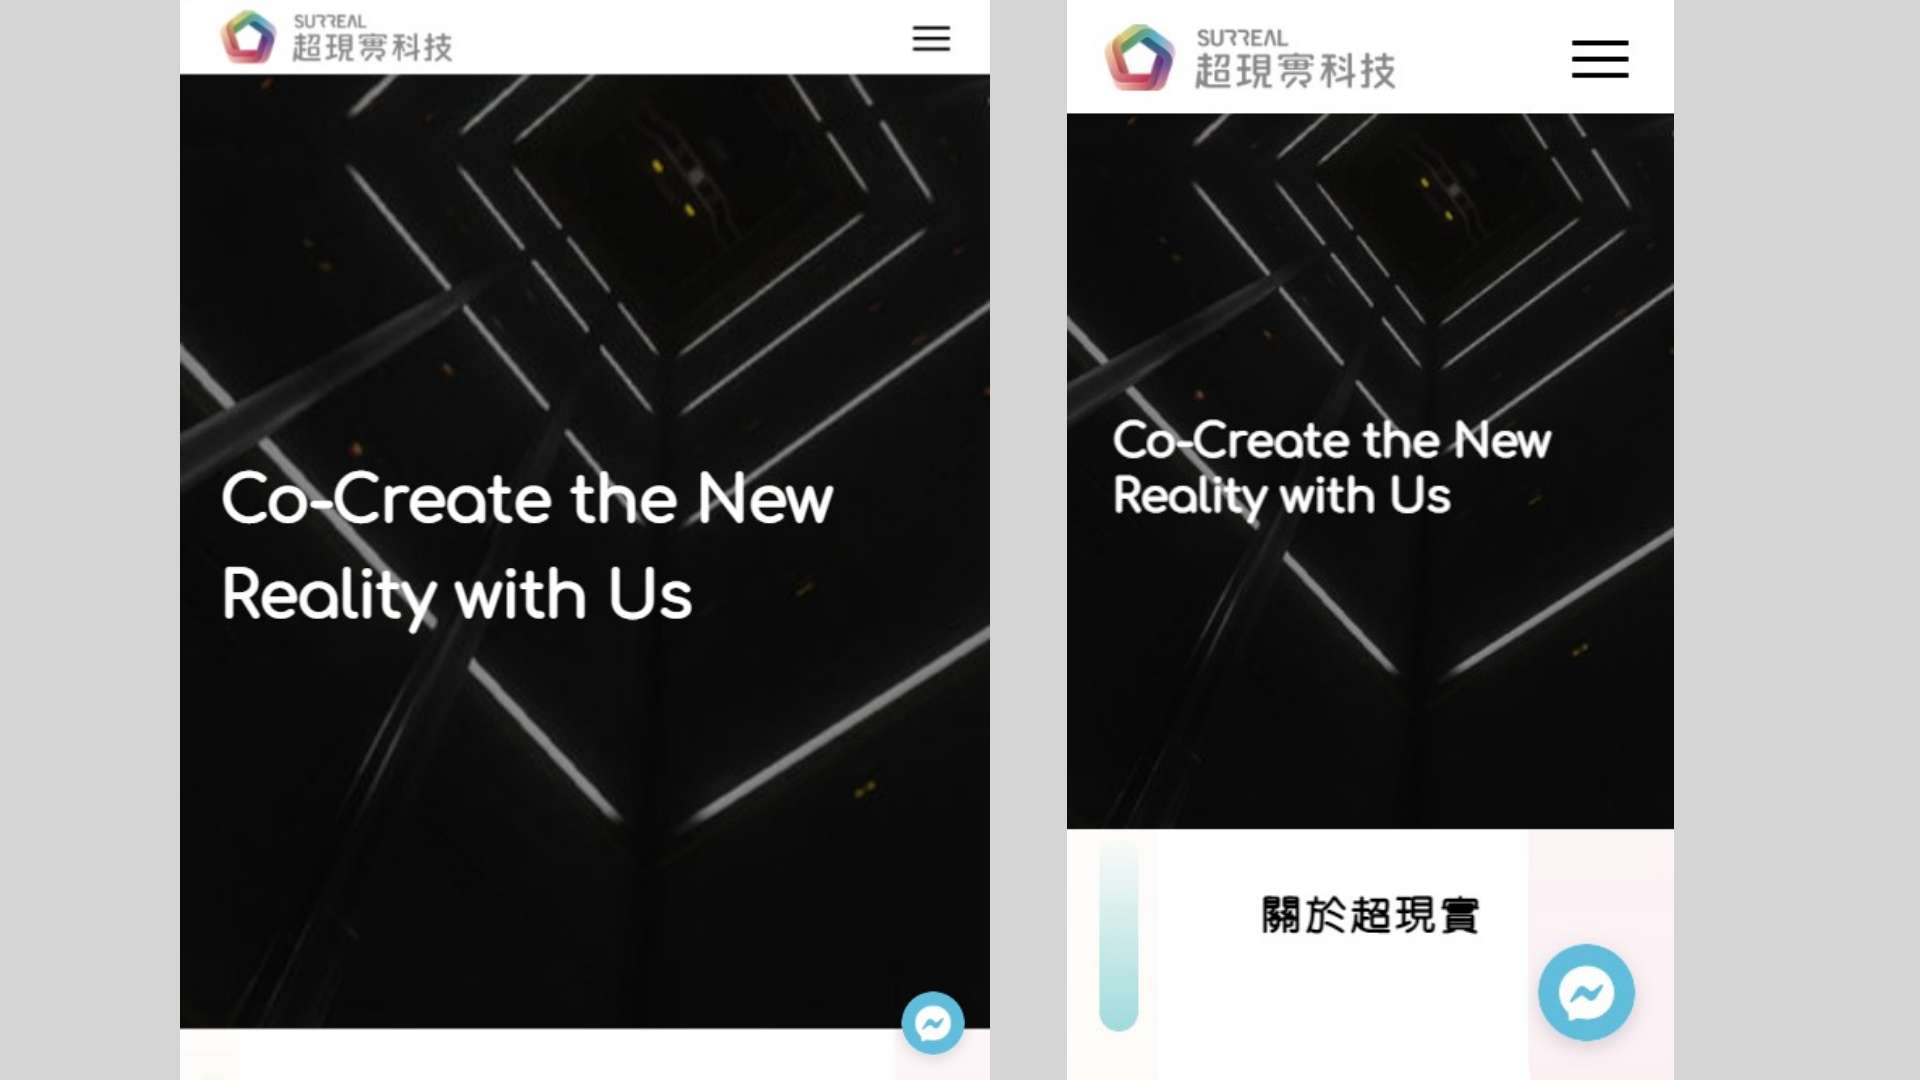 SURREAL
超現實科技
Co-Create the New
Reality with Us
SURREAL
超現實科技
Co-Create the New
Reality with Us
關於超現實